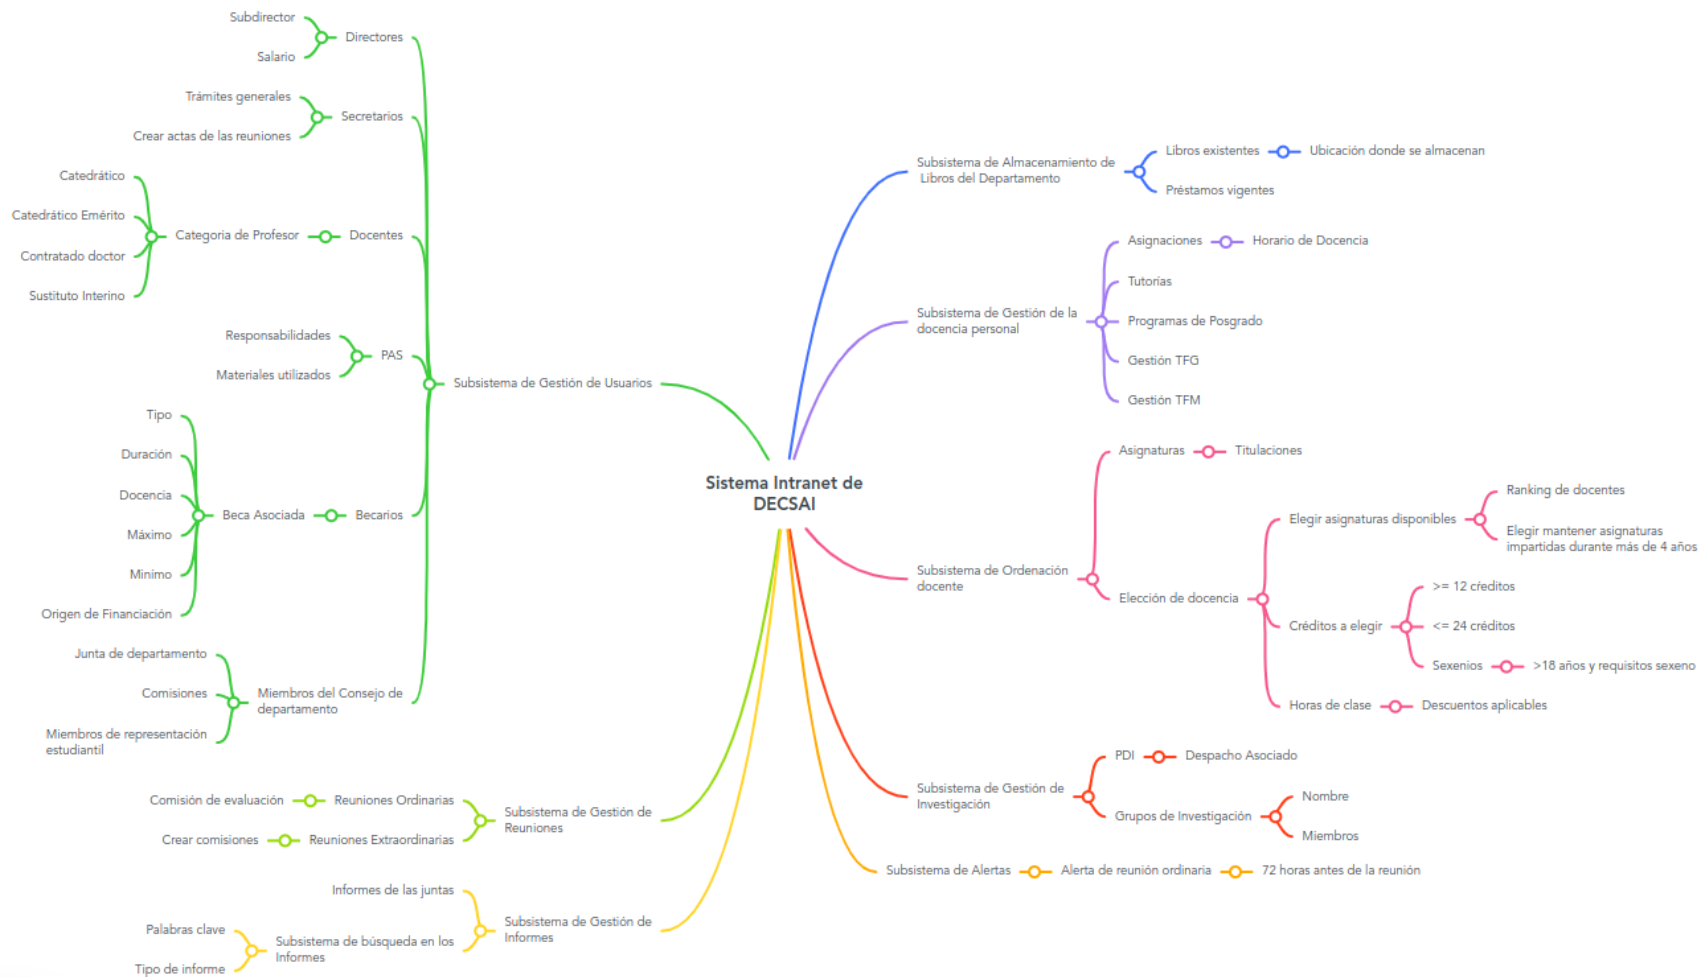 Sistema Intranet de
DECSAI
Subsistema de Gestión de Usuarios
Directores
Subdirector
Salario
Secretarios
Trámites generales
Crear actas de las reuniones
Docentes
Categoria de Profesor
Catedrático
Catedrático Emérito
Contratado doctor
Sustituto Interino
PAS
Responsabilidades
Materiales utilizados
Becarios
Beca Asociada
Tipo
Duración
Docencia
Máximo
Minimo
Origen de Financiación
Miembros del Consejo de
departamento
Junta de departamento
Comisiones
Miembros de representación
estudiantil
Subsistema de Gestión de
Reuniones
Reuniones Ordinarias
Comisión de evaluación
Reuniones Extraordinarias
Crear comisiones
Subsistema de Gestión de
Informes
Informes de las juntas
Subsistema de búsqueda en los
Informes
Palabras clave
Tipo de informe
Subsistema de Almacenamiento de
Libros del Departamento
Libros existentes
Ubicación donde se almacenan
Préstamos vigentes
Subsistema de Gestión de la
docencia personal
Asignaciones
Horario de Docencia
Tutorías
Programas de Posgrado
Gestión TFG
Gestión TFM
Subsistema de Ordenación
docente
Asignaturas
Titulaciones
Elección de docencia
Elegir asignaturas disponibles
Ranking de docentes
Elegir mantener asignaturas
impartidas durante más de 4 años
Créditos a elegir
>= 12 créditos
<= 24 créditos
Sexenios
>18 años y requisitos sexeno
Horas de clase
Descuentos aplicables
Subsistema de Gestión de
Investigación
PDI
Despacho Asociado
Grupos de Investigación
Nombre
Miembros
Subsistema de Alertas
Alerta de reunión ordinaria
72 horas antes de la reunión